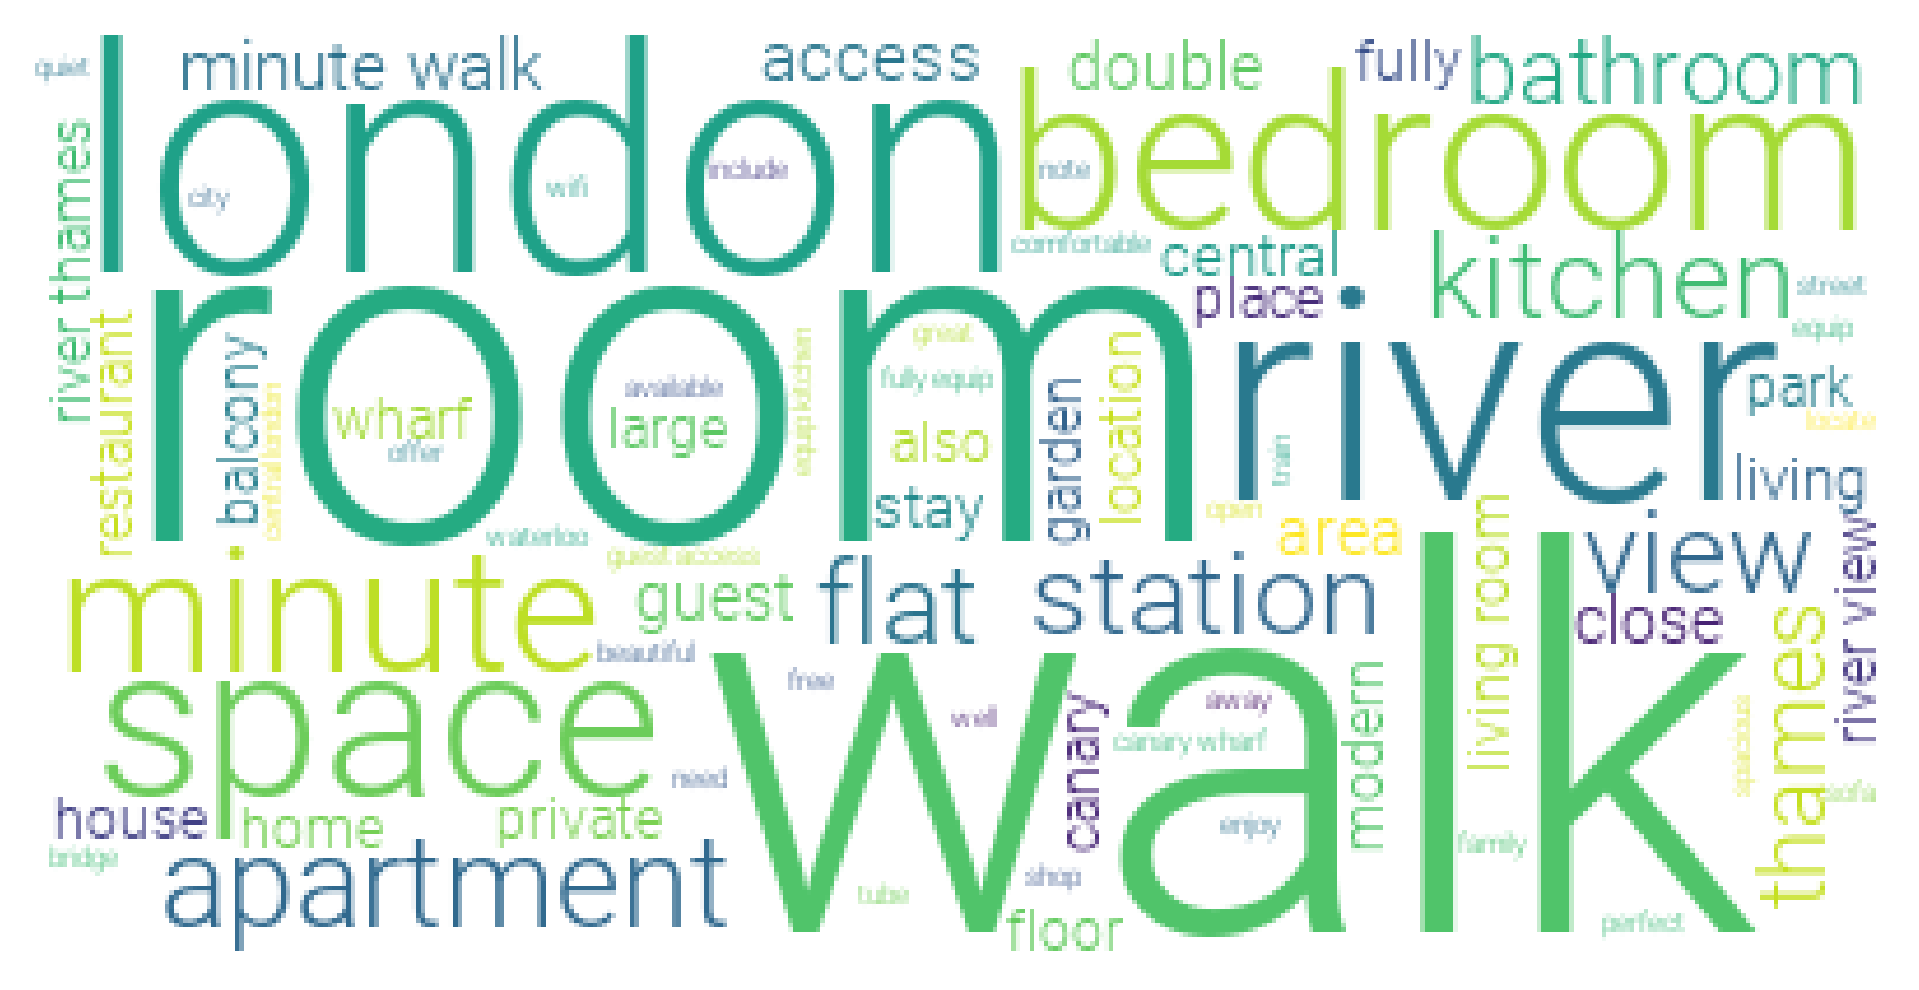 quiet
minute walk
access
double
fully
bathroom
london
bedroom
city
wifi
include
note
river thames
comfortable
central
kitchen
place
street
equip
room
river
restaurant
balcony
central london
wharf
offer
available
large
equip kitchen
great
fully equip
also
stay
garden
location
park
locate
train
living
open
area
waterloo
guest access
minute
guest
flat
station
living room
view
river view
close
walk
beautiful
free
well
away
canary
canary wharf
modern
thames
spacious
sofa
space
need
house
home
private
enjoy
family
bridge
apartment
tube
shop
floor
perfect